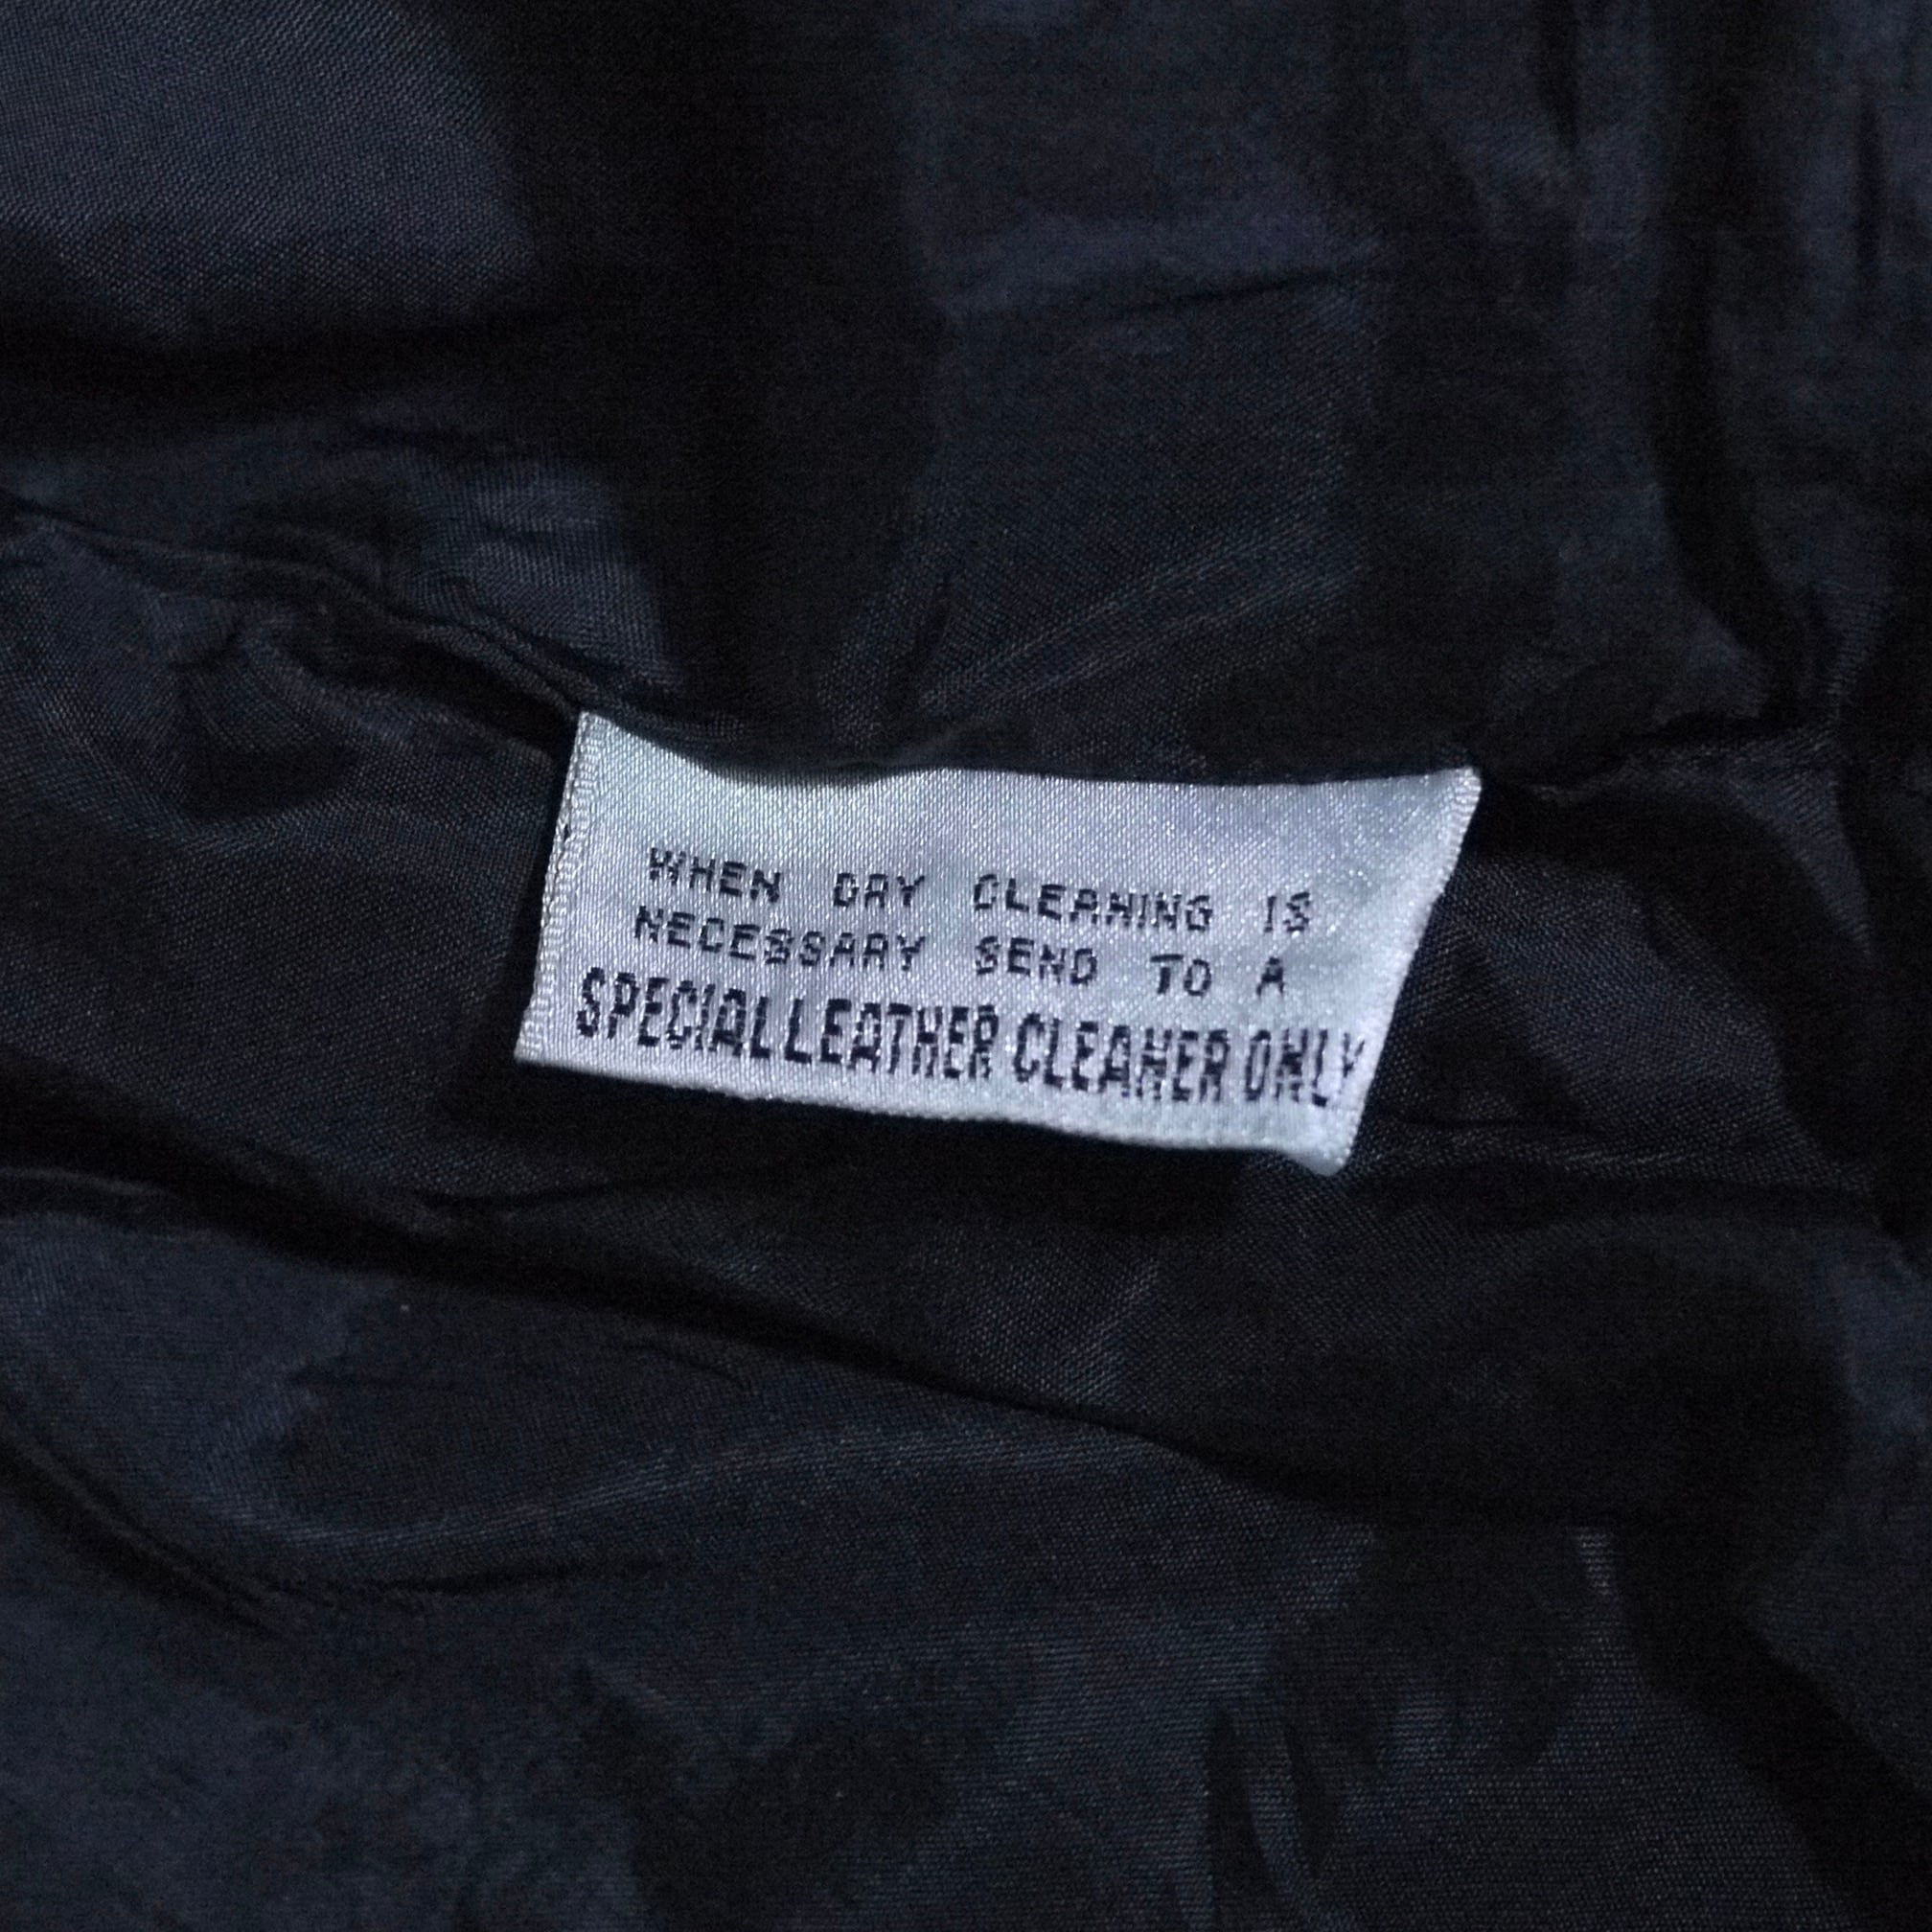 WHEN DRY CLEANING IS
NECESSARY SEND TO A
SPECIAL LEATHER CLEANER ONLY